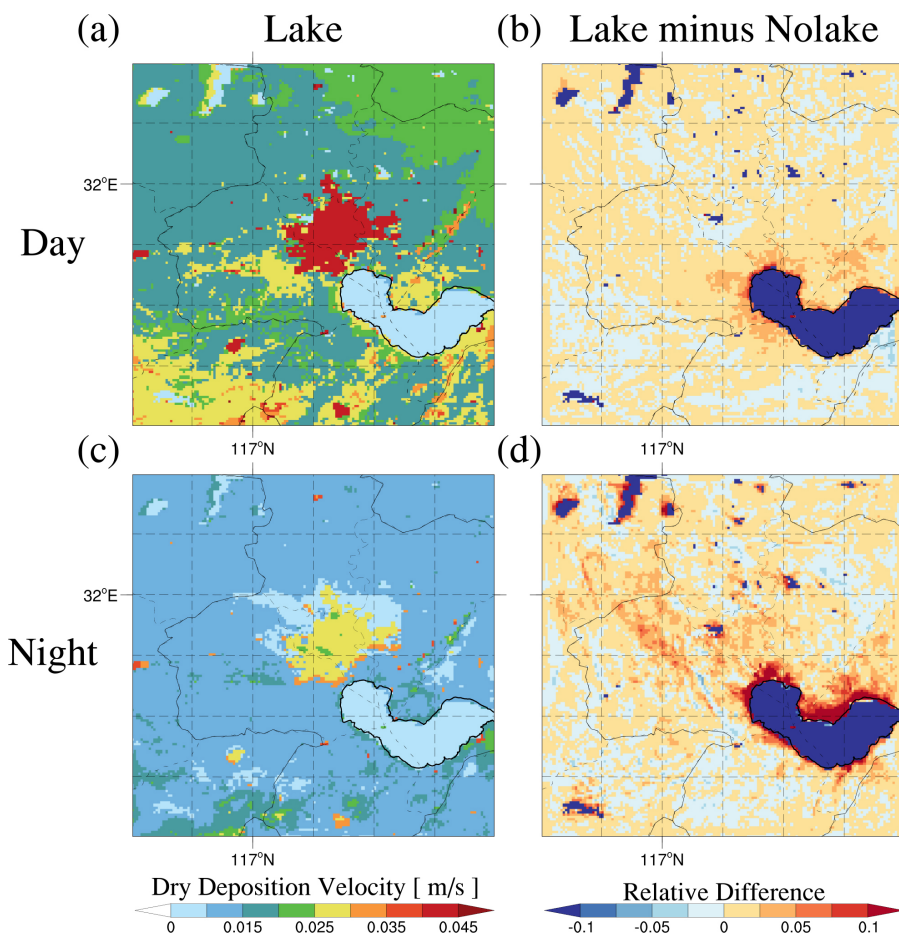 (a) Lake (b) Lake minus Nolake
32°E
Day
117°N 117°N
(c) (d)
32°E
Night
117°N 117°N
Dry Deposition Velocity [ m/s ] Relative Difference
0 0.015 0.025 0.035 0.045 -0.1 -0.05 0 0.05 0.1